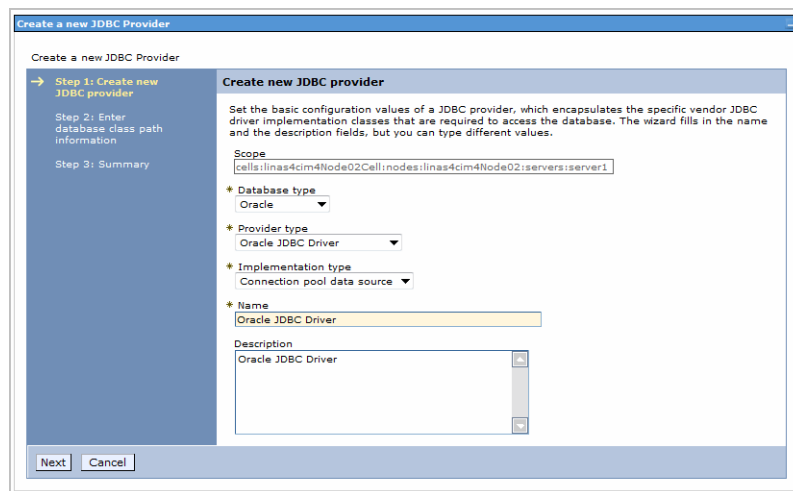 Create a new JDBC Provider
Create a new JDBC Provider
Step 1: Create new
JDBC provider
Step 2: Enter
database class path
information
Step 3: Summary
Create new JDBC provider
Set the basic configuration values of a JDBC provider, which encapsulates the specific vendor JDBC
driver implementation classes that are required to access the database. The wizard fills in the name
and the description fields, but you can type different values.
Scope
cells:linas4cim4Node02Cell:nodes:linas4cim4Node02:servers:server1
* Database type
Oracle
* Provider type
Oracle JDBC Driver
* Implementation type
Connection pool data source
* Name
Oracle JDBC Driver
Description
Oracle JDBC Driver
Next Cancel